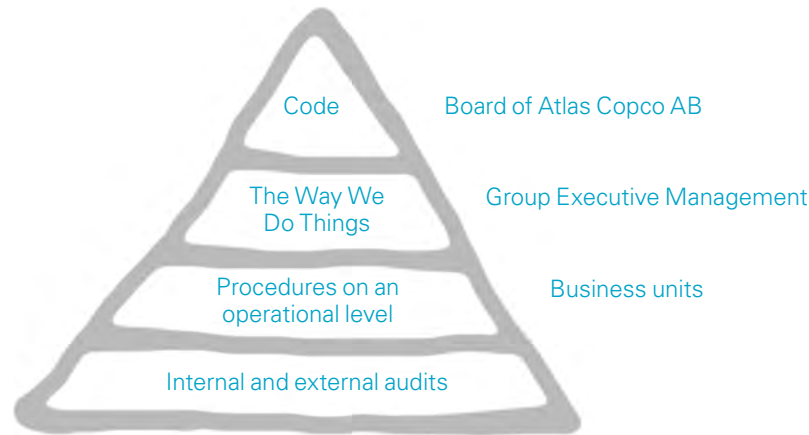 Code
Board of Atlas Copco AB
The Way We
Do Things
Group Executive Management
Procedures on an
operational level
Business units
Internal and external audits